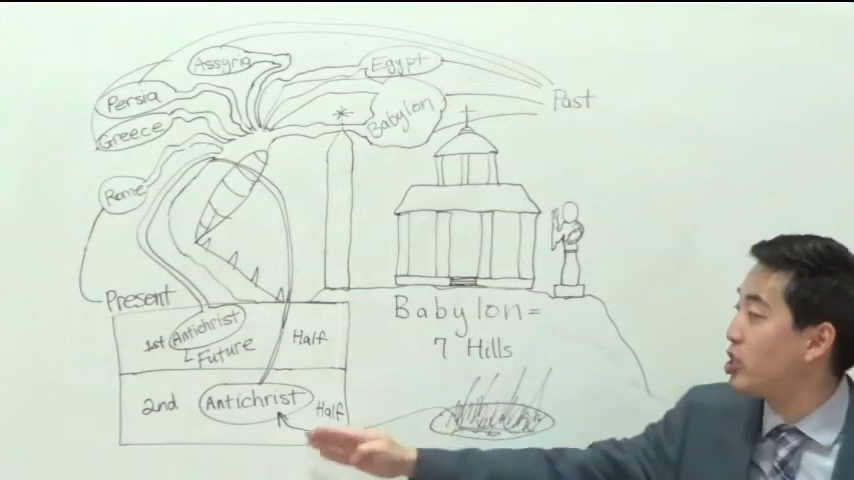 Assyria
Egypt
Persia
Babylon
Past
Greece
Rome
Present
Babylon =
7 Hills
1st Antichrist Half
Future
2nd Antichrist Half